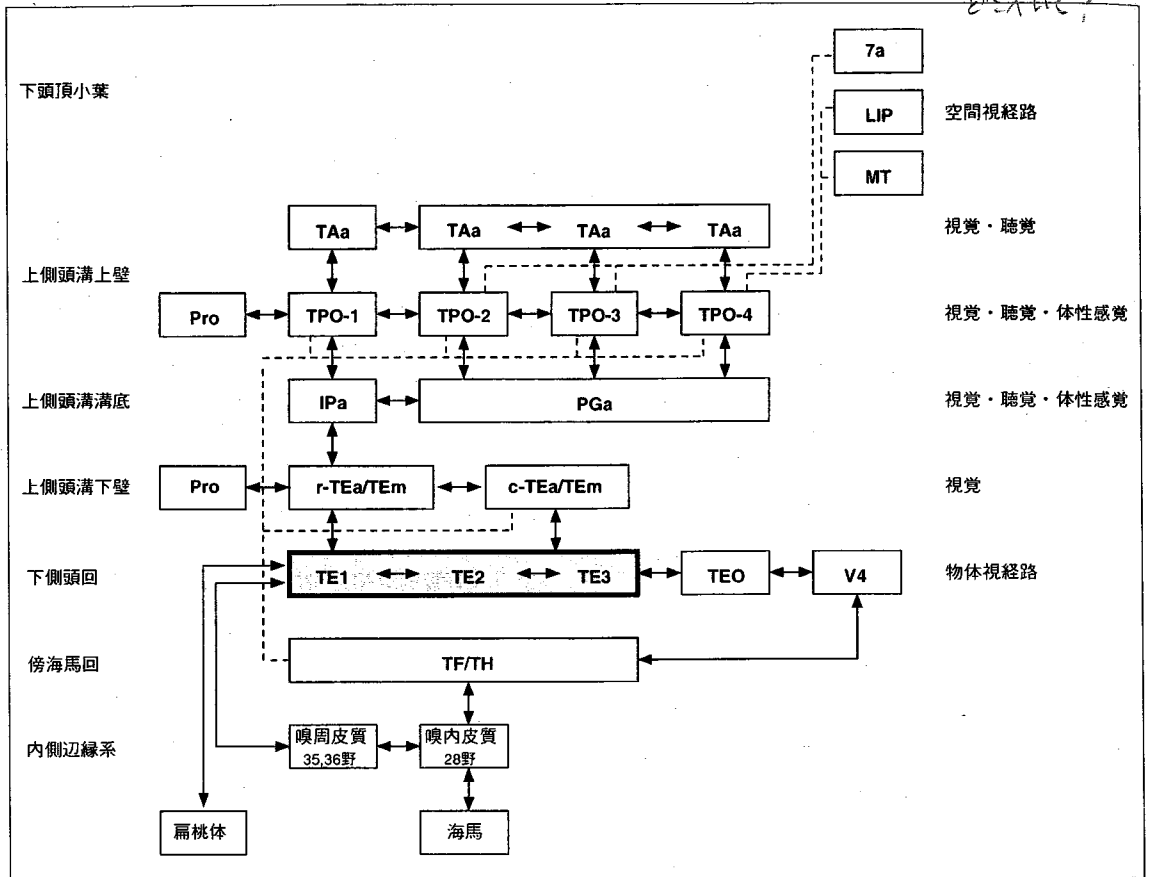 7a
下頭頂小葉
LIP
空間視経路
MT
TAa
TAa
TAa
TAa
視覚・聴覚
上側頭溝上壁
Pro
TPO-1
TPO-2
TPO-3
TPO-4
視覚・聴覚・体性感覚
上側頭溝溝底
IPa
PGa
視覚・聴覚・体性感覚
上側頭溝下壁
Pro
r-TEa/TEm
c-TEa/TEm
視覚
下側頭回
TE1
TE2
TE3
TEO
V4
物体視経路
傍海馬回
TF/TH
内側辺縁系
嗅周皮質
35,36野
嗅内皮質
28野
扁桃体
海馬